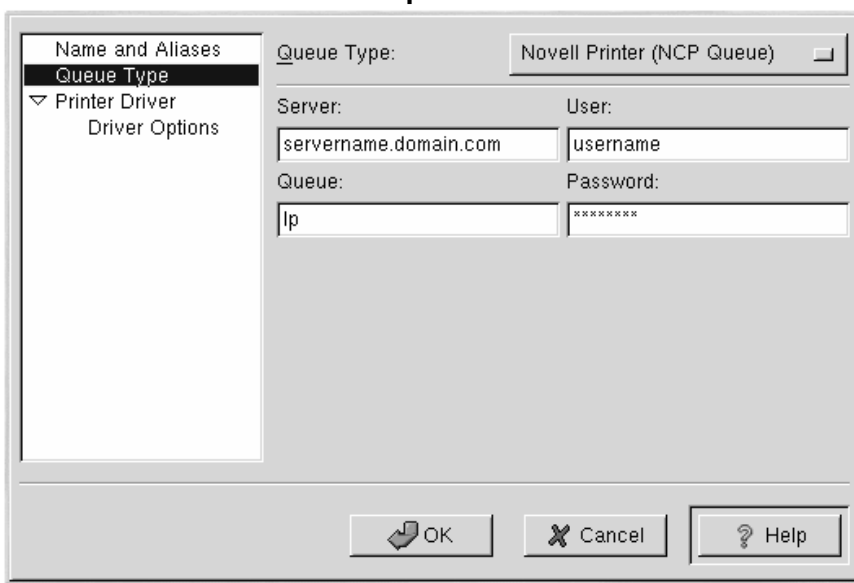 Name and Aliases
Queue Type
Printer Driver
Driver Options
Queue Type: Novell Printer (NCP Queue)
Server: User:
servername.domain.com username
Queue: Password:
lp ********
OK Cancel Help